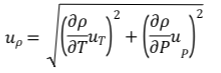 u_ρ = √((∂ρ/∂T u_T)² + (∂ρ/∂P u_P)²)